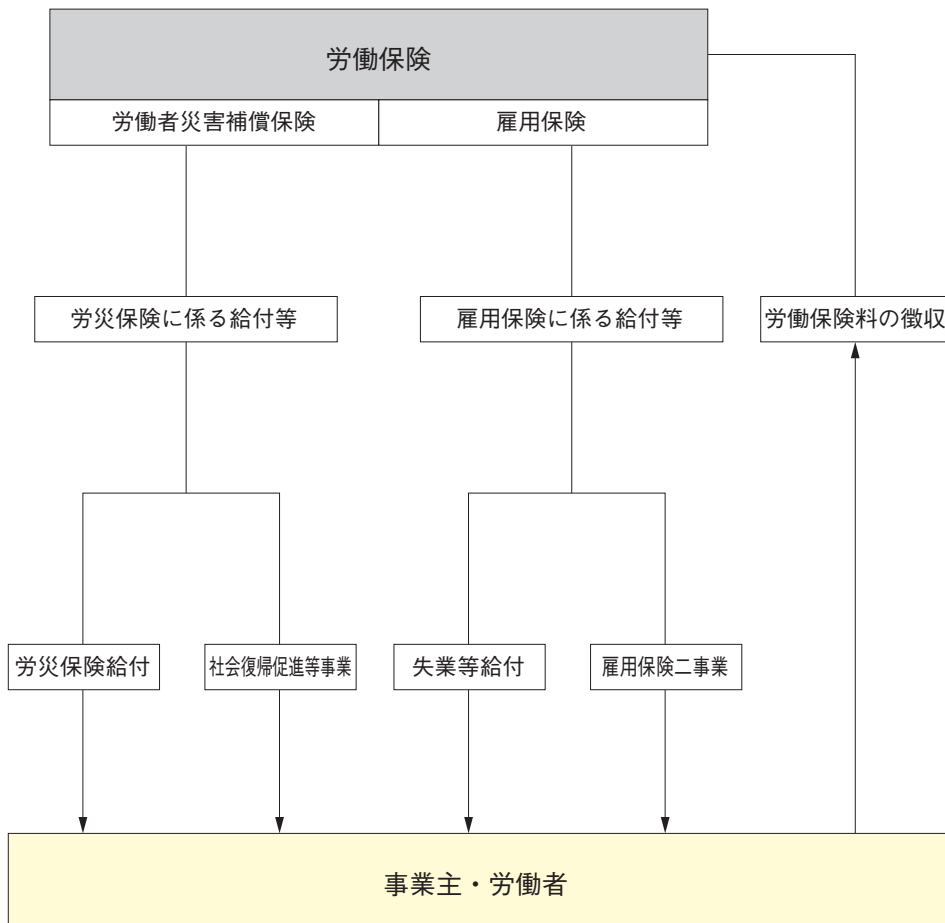 労働保険
労働者災害補償保険
雇用保険
労災保険に係る給付等
雇用保険に係る給付等
労働保険料の徴収
労災保険給付
社会復帰促進等事業
失業等給付
雇用保険二事業
事業主・労働者